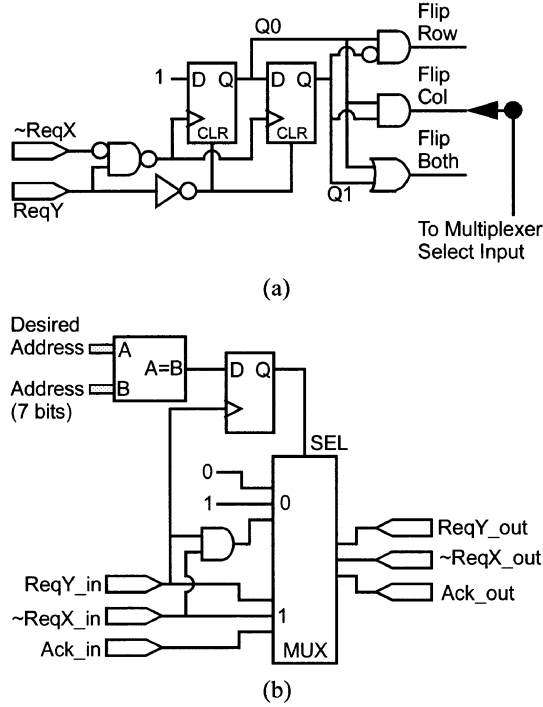 Q0
Flip
Row
1
D Q
D Q
Flip
Col
~ReqX
CLR
CLR
Flip
Both
ReqY
Q1
To Multiplexer
Select Input
(a)
Desired
Address
A
A=B
D Q
Address
(7 bits)
B
SEL
0
1
0
ReqY_out
~ReqX_out
ReqY_in
Ack_out
~ReqX_in
1
Ack_in
MUX
(b)